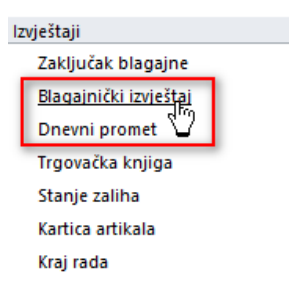 Izvještaji
Zaključak blagajne
Blagajnički izvještaj
Dnevni promet
Trgovačka knjiga
Stanje zaliha
Kartica artikala
Kraj rada